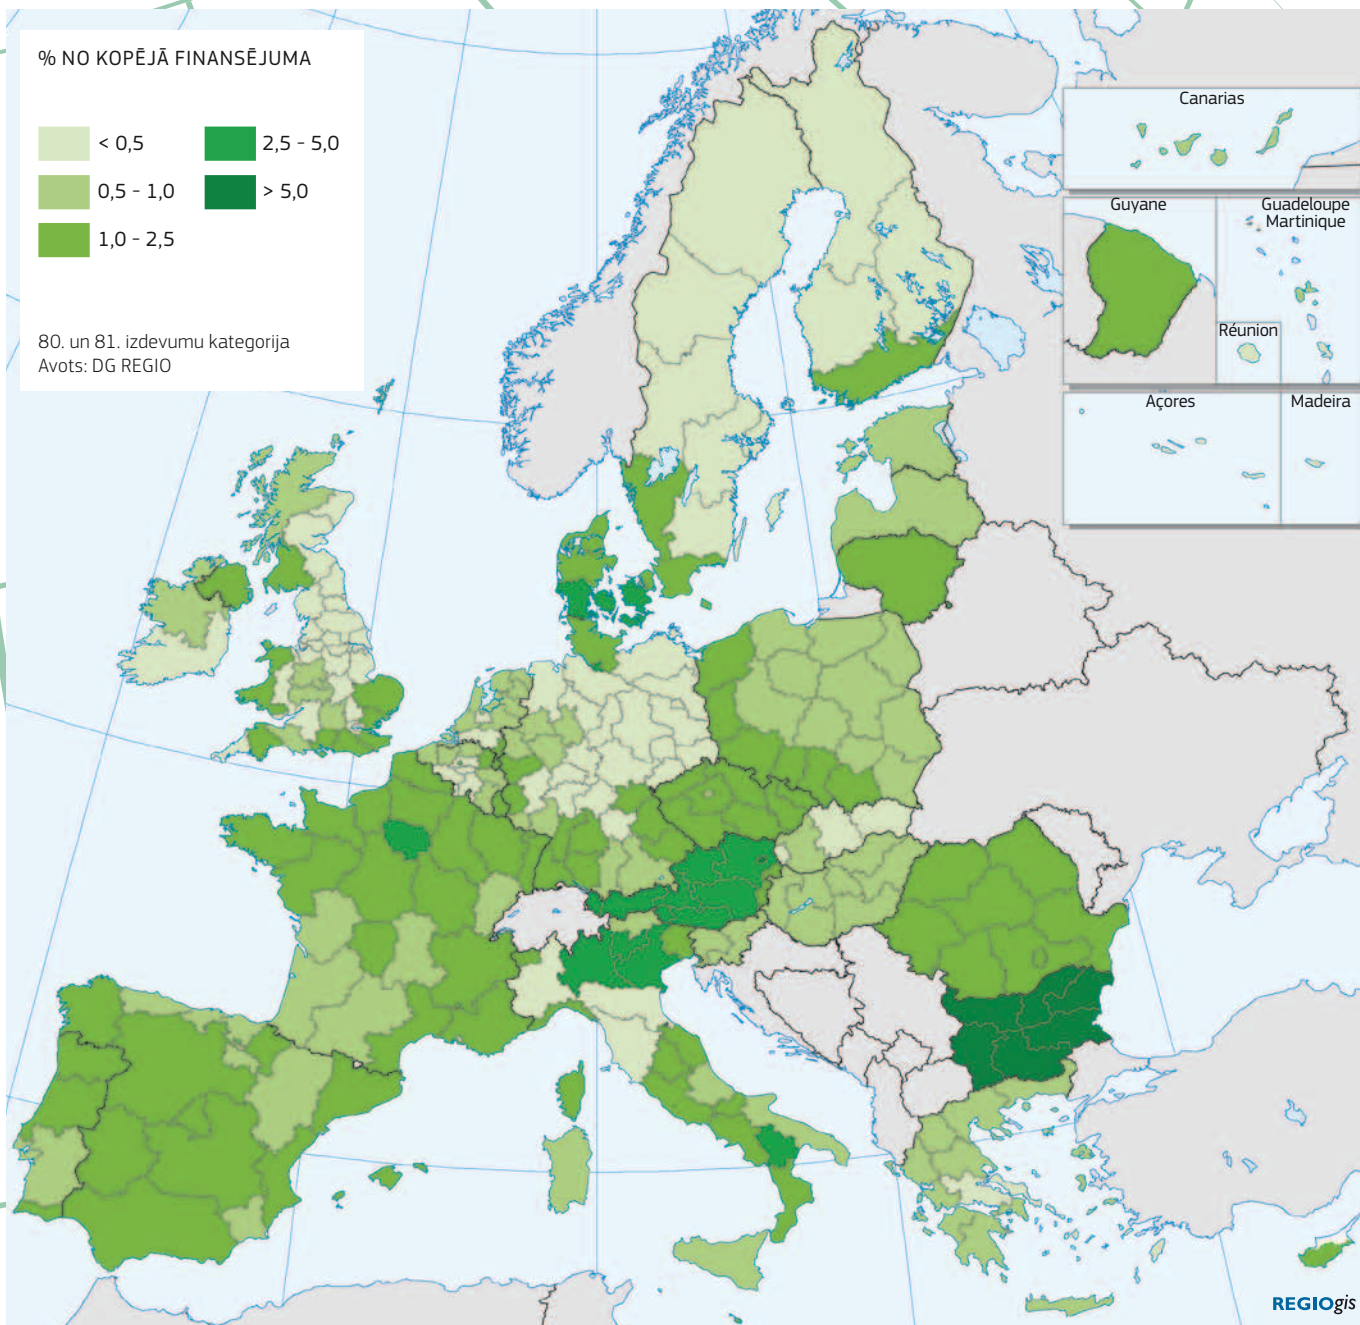 % NO KOPĒJĀ FINANSĒJUMA
< 0,5
0,5 - 1,0
1,0 - 2,5
2,5 - 5,0
> 5,0
80. un 81. izdevumu kategorija
Avots: DG REGIO
Canarias
Guyane
Guadeloupe
Martinique
Réunion
Açores
Madeira
REGIOgis